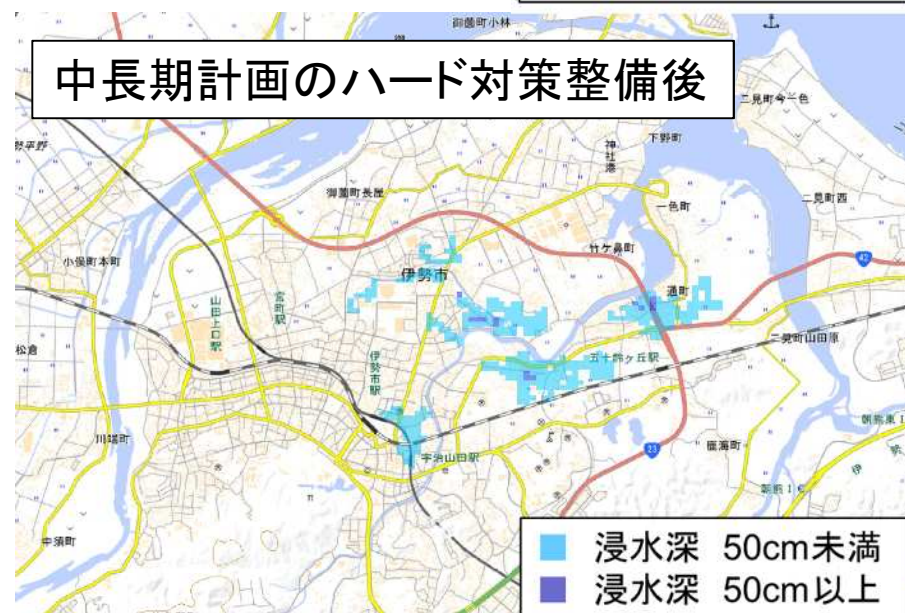 御薗町小林
中長期計画のハード対策整備後
二見町今一色
下野町
神社港
御薗町長屋
一色町
二見町西
竹ケ鼻町
小俣町本町
伊勢市
42
通町
山田上口駅
宮町駅
二見町山田原
松倉
伊勢市駅
五十鈴ヶ丘駅
川端町
宇治山田駅
23
中須町
浸水深 50cm未満
浸水深 50cm以上